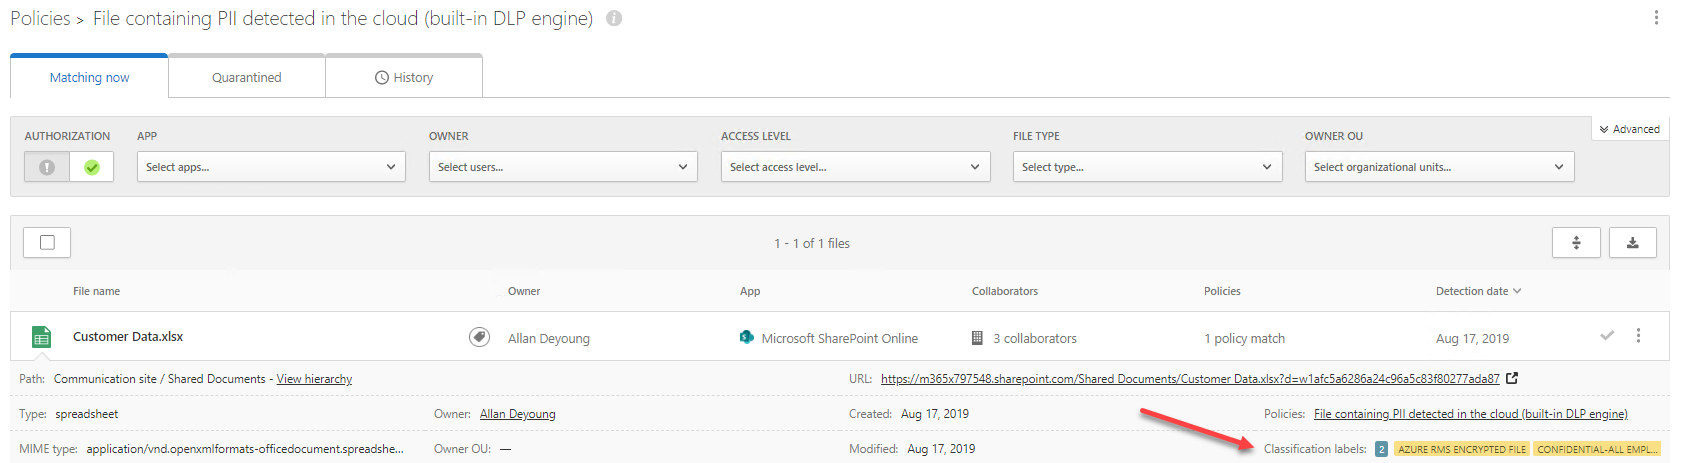 Policies > File containing PII detected in the cloud (built-in DLP engine)
Matching now
Quarantined
History
Advanced
AUTHORIZATION
APP
OWNER
ACCESS LEVEL
FILE TYPE
OWNER OU
Select apps...
Select users...
Select access level...
Select type...
Select organizational units...
1 - 1 of 1 files
File name
Owner
App
Collaborators
Policies
Detection date
Customer Data.xlsx
Allan Deyoung
Microsoft SharePoint Online
3 collaborators
1 policy match
Aug 17, 2019
Path: Communication site / Shared Documents - View hierarchy
URL: https://m365x797548.sharepoint.com/Shared Documents/Customer Data.xlsx?d=w1afc5a6286a24c96a5c83f80277ada87
Type: spreadsheet
Owner: Allan Deyoung
Created: Aug 17, 2019
Policies: File containing PII detected in the cloud (built-in DLP engine)
MIME type: application/vnd.openxmlformats-officedocument.spreadshe...
Owner OU: —
Modified: Aug 17, 2019
Classification labels: 2 AZURE RMS ENCRYPTED FILE CONFIDENTIAL-ALL EMPL...